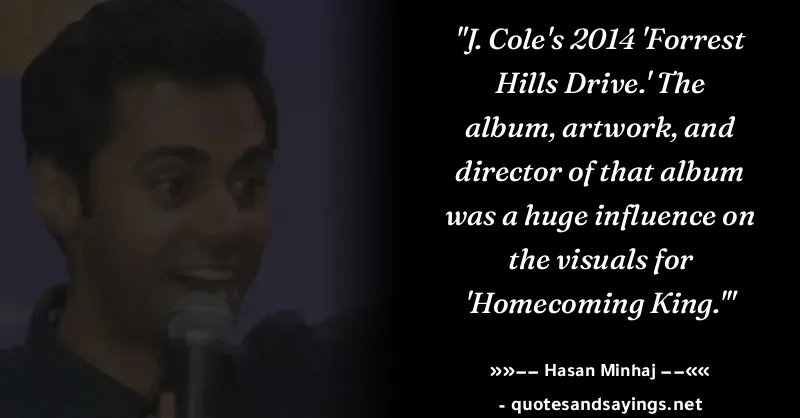 "J. Cole's 2014 'Forrest
Hills Drive.' The
album, artwork, and
director of that album
was a huge influence on
the visuals for
'Homecoming King.'"
»»-- Hasan Minhaj --««
- quotesandsayings.net